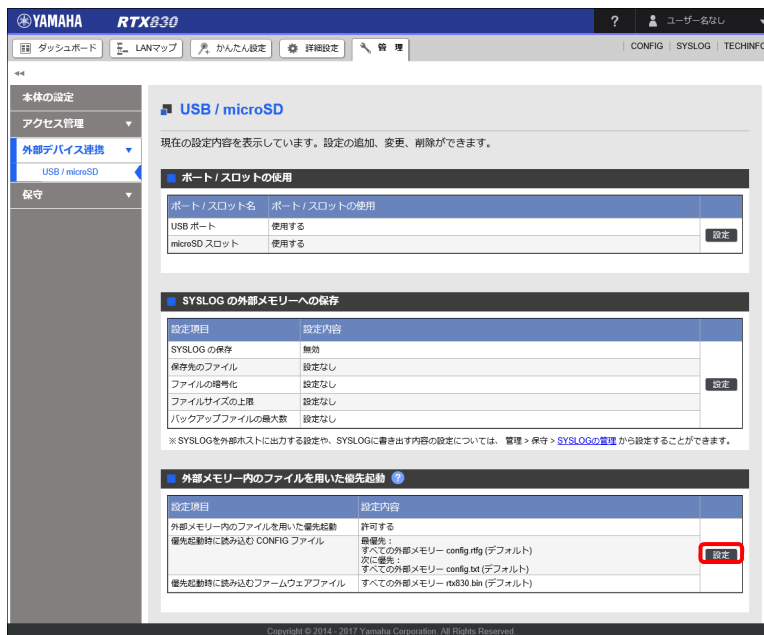 YAMAHA RTX830 ? ユーザー名なし
ダッシュボード LANマップ かんたん設定 詳細設定 管理 CONFIG SYSLOG TECHINFO
本体の設定
アクセス管理
外部デバイス連携
USB / microSD
保守
USB / microSD
現在の設定内容を表示しています。設定の追加、変更、削除ができます。
ポート / スロットの使用
ポート / スロット名 ポート / スロットの使用
USB ポート 使用する
microSD スロット 使用する
設定
SYSLOG の外部メモリーへの保存
設定項目 設定内容
SYSLOG の保存 無効
保存先のファイル 設定なし
ファイルの暗号化 設定なし
ファイルサイズの上限 設定なし
バックアップファイルの最大数 設定なし
設定
※ SYSLOGを外部ホストに出力する設定や、SYSLOGに書き出す内容の設定については、 管理 > 保守 > SYSLOGの管理 から設定することができます。
外部メモリー内のファイルを用いた優先起動 ?
設定項目 設定内容
外部メモリー内のファイルを用いた優先起動 許可する
優先起動時に読み込む CONFIG ファイル 最優先 :
すべての外部メモリー config.rtfg (デフォルト)
次に優先 :
すべての外部メモリー config.txt (デフォルト)
優先起動時に読み込むファームウェアファイル すべての外部メモリー rtx830.bin (デフォルト)
設定
Copyright © 2014 - 2017 Yamaha Corporation. All Rights Reserved.